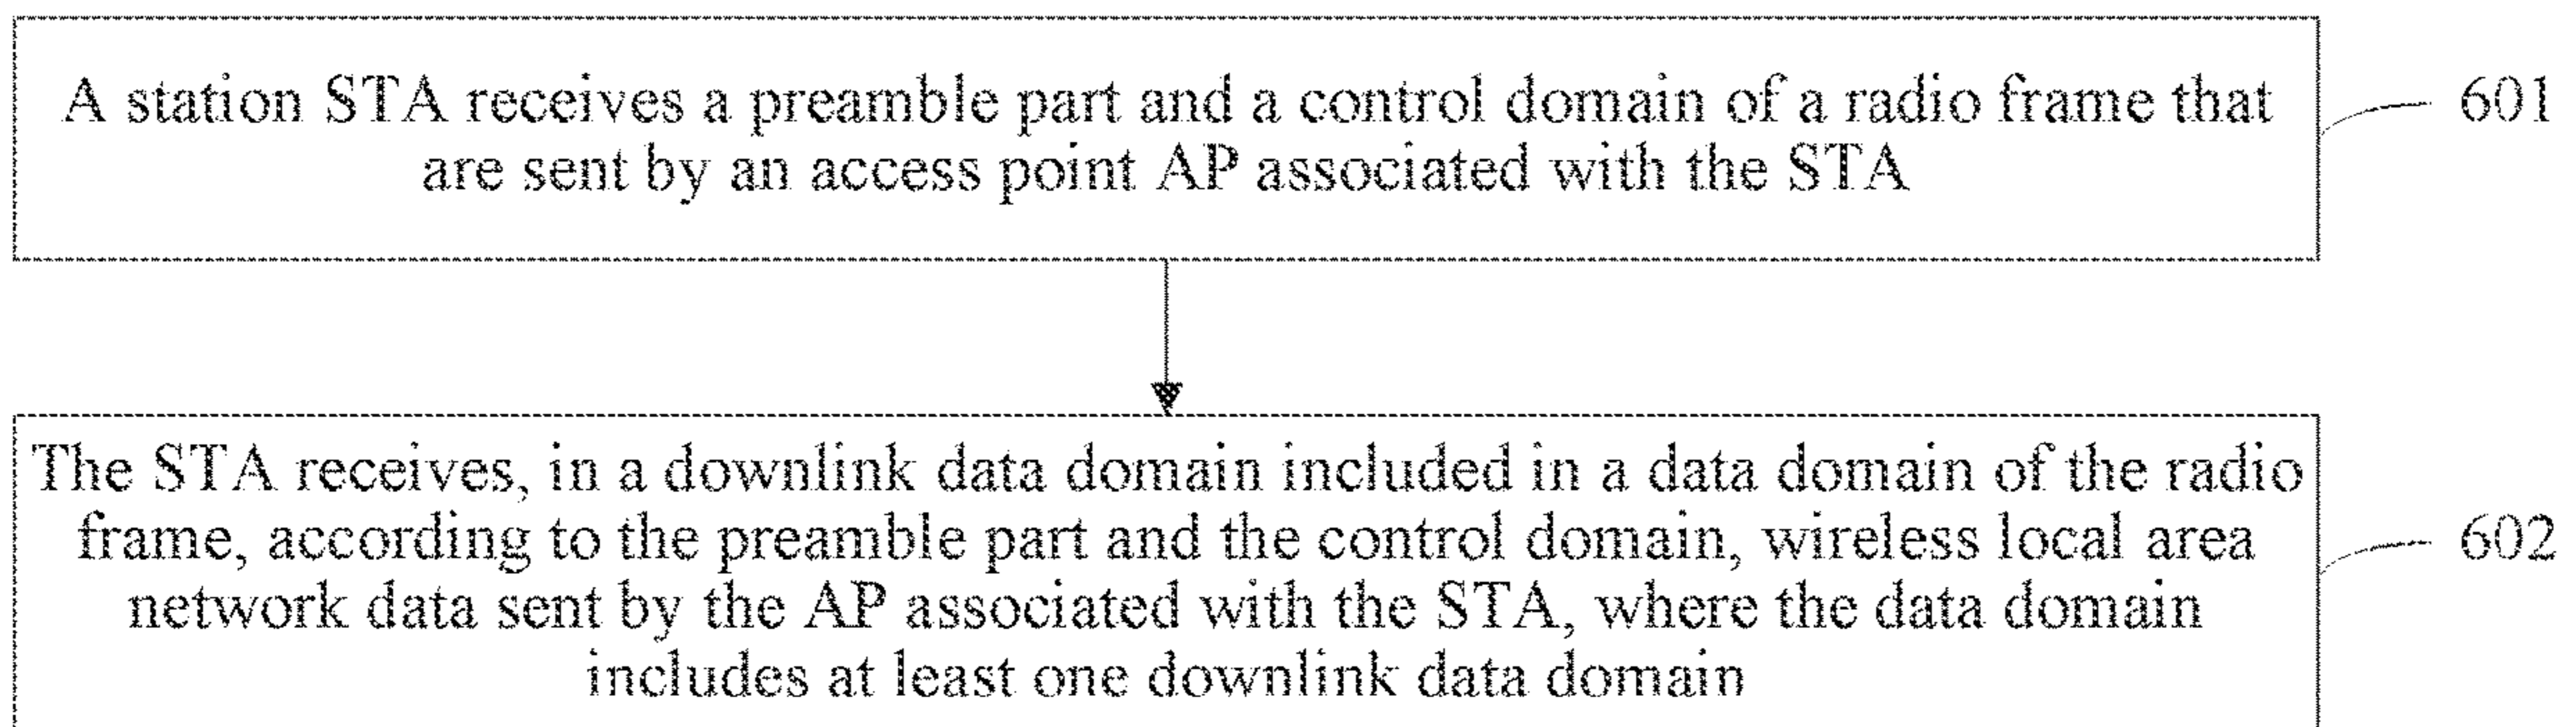 A station STA receives a preamble part and a control domain of a radio frame that
are sent by an access point AP associated with the STA
601
The STA receives, in a downlink data domain included in a data domain of the radio
frame, according to the preamble part and the control domain, wireless local area
network data sent by the AP associated with the STA, where the data domain
includes at least one downlink data domain
602